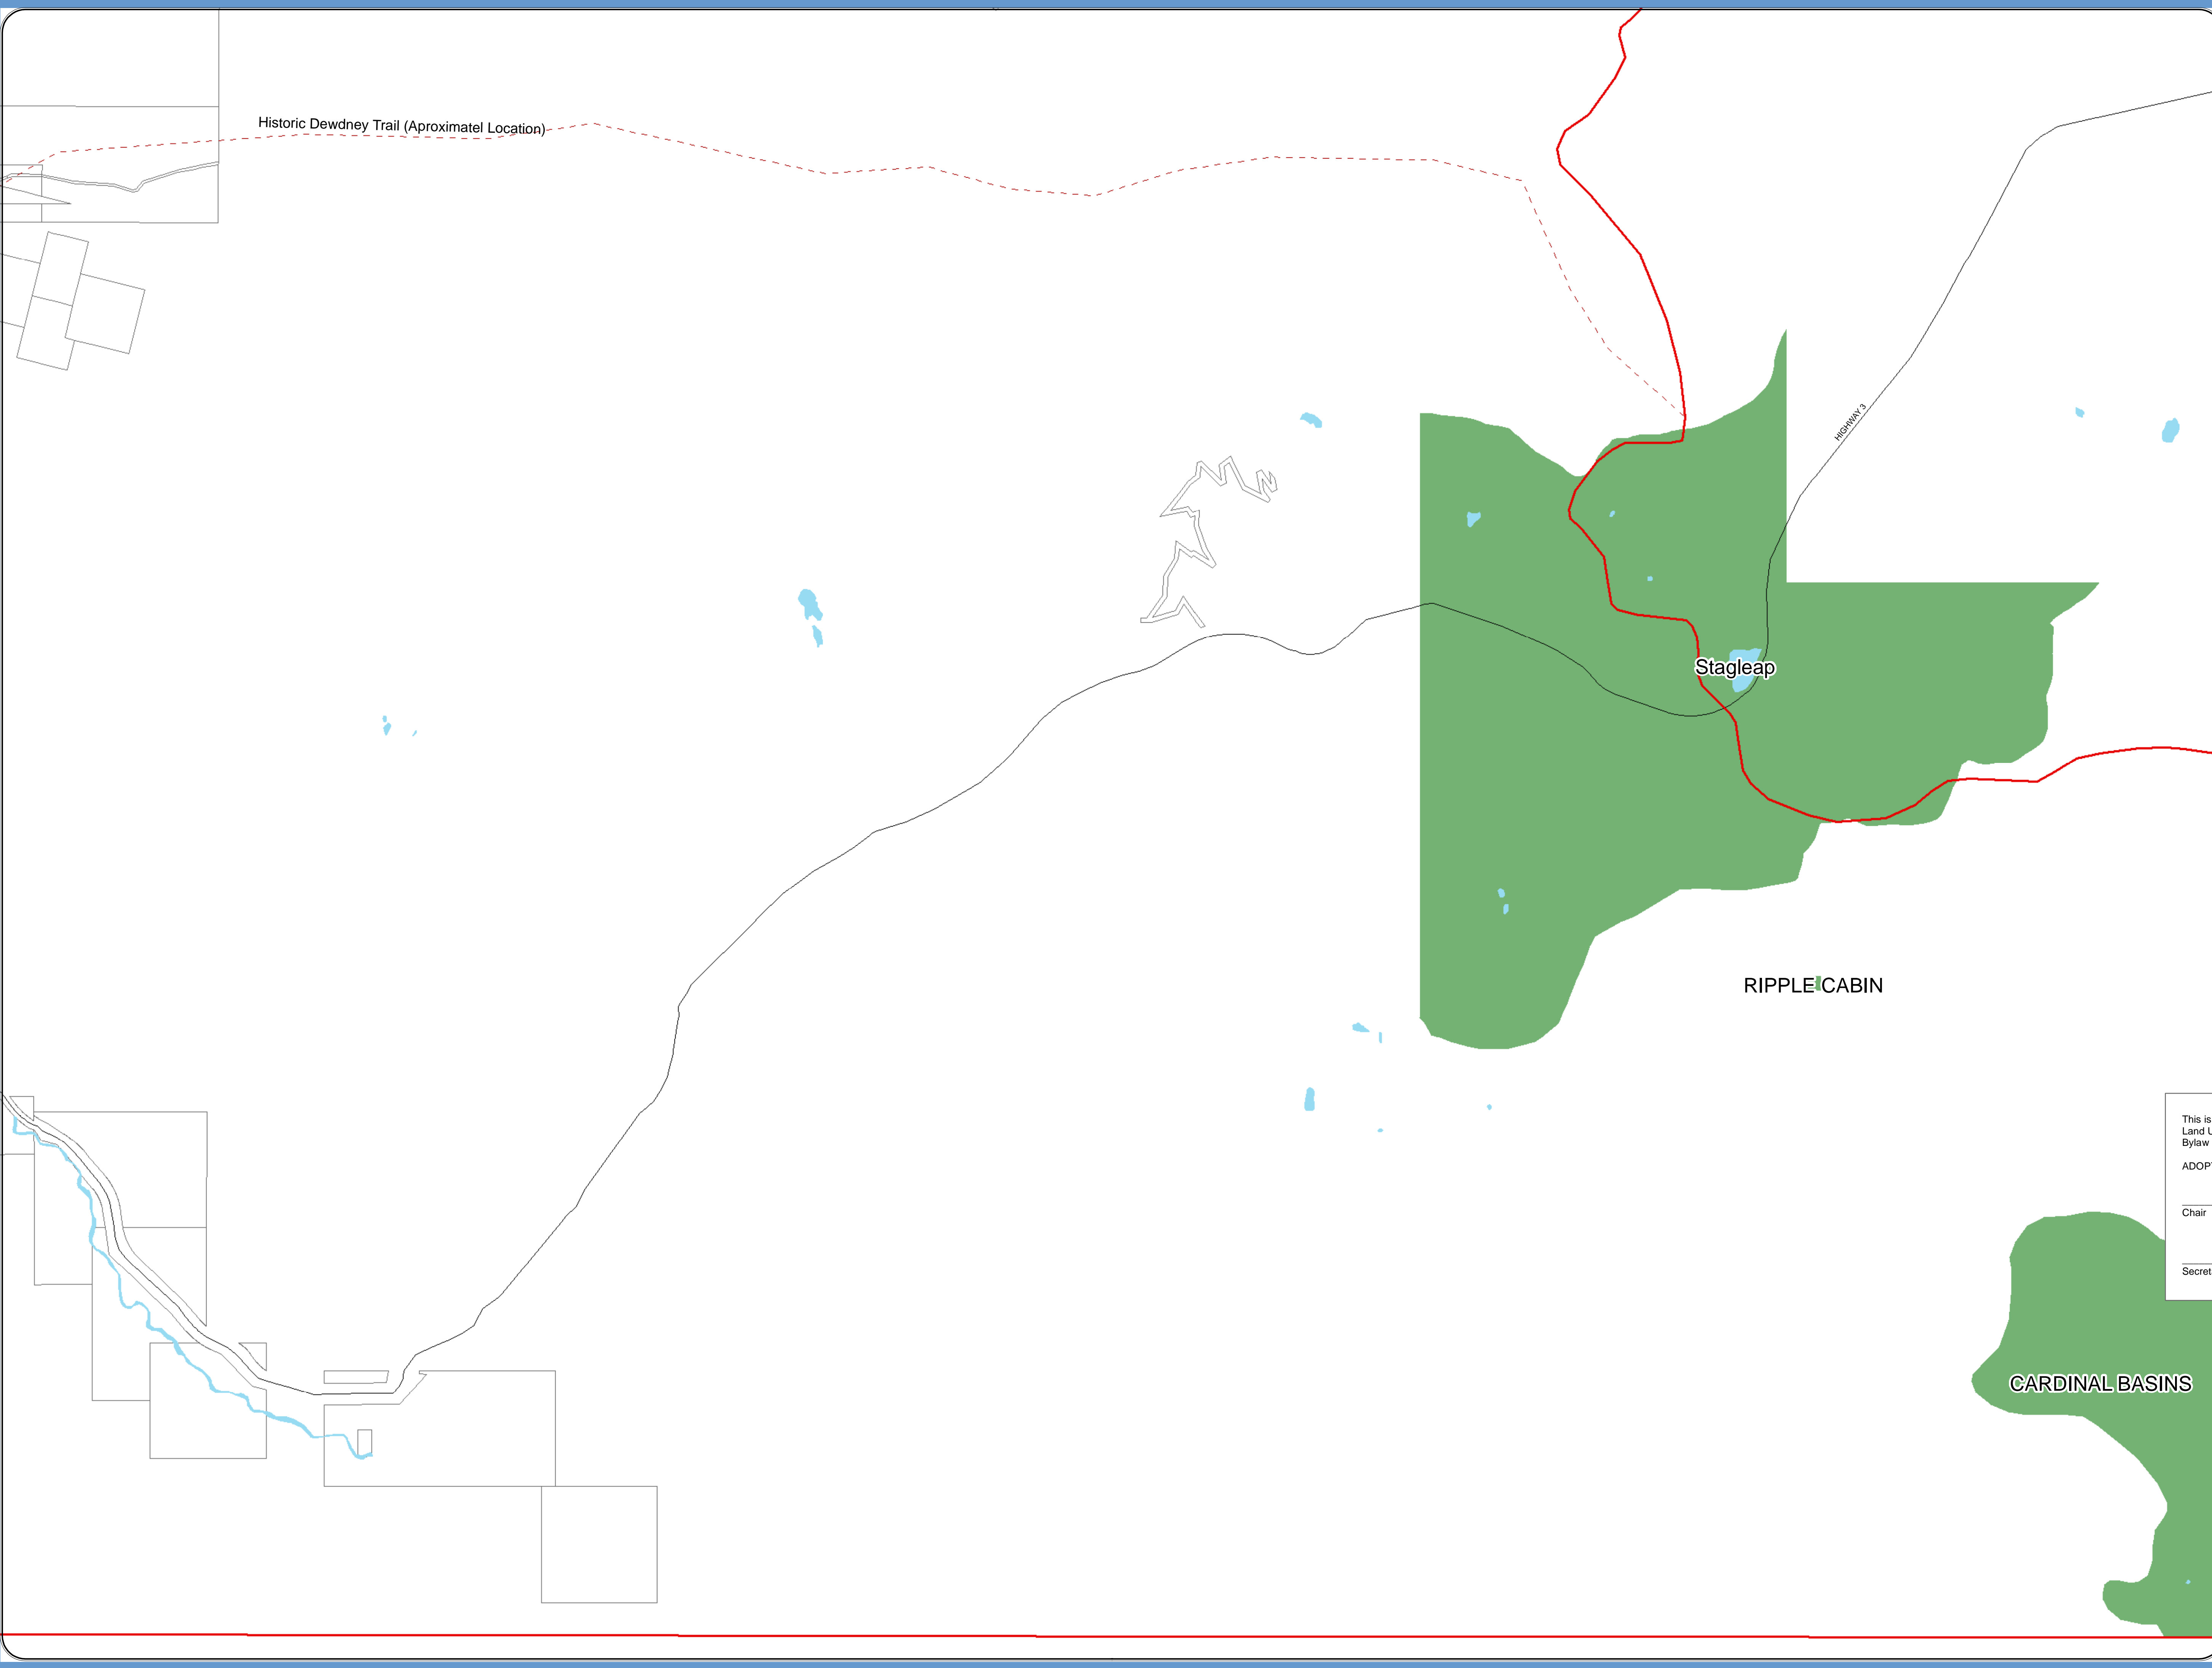 Historic Dewdney Trail (Aproximatel Location)
HIGHWAY 3
Stagleap
RIPPLE CABIN
This is
Land U
Bylaw
ADOP
Chair
Secret
CARDINAL BASINS